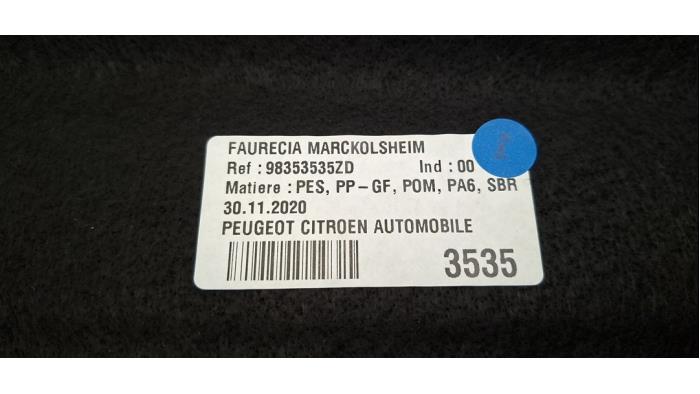 FAURECIA MARCKOLSHEIM
Ref : 98353535ZD Ind : 00
Matiere : PES, PP-GF, POM, PA6, SBR
30.11.2020
PEUGEOT CITROEN AUTOMOBILE
3535